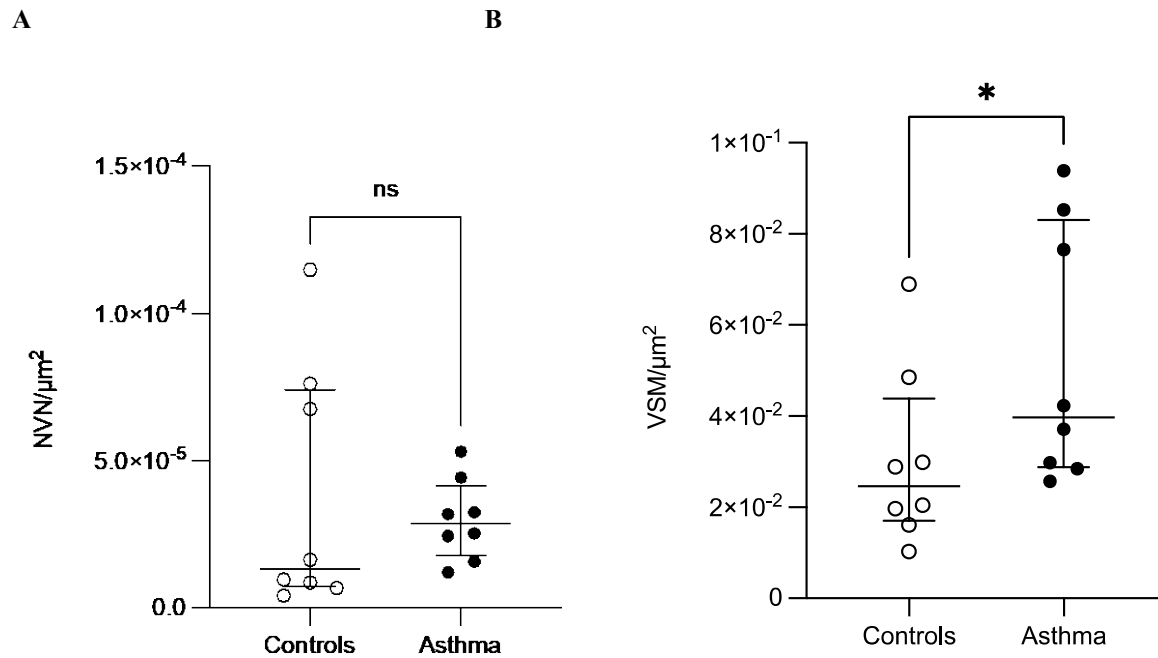 A
B
1.5×10⁻⁴
1.0×10⁻⁴
5.0×10⁻⁵
0.0
NVN/µm²
ns
Controls
Asthma
1×10⁻¹
8×10⁻²
6×10⁻²
4×10⁻²
2×10⁻²
0
VSM/µm²
*
Controls
Asthma